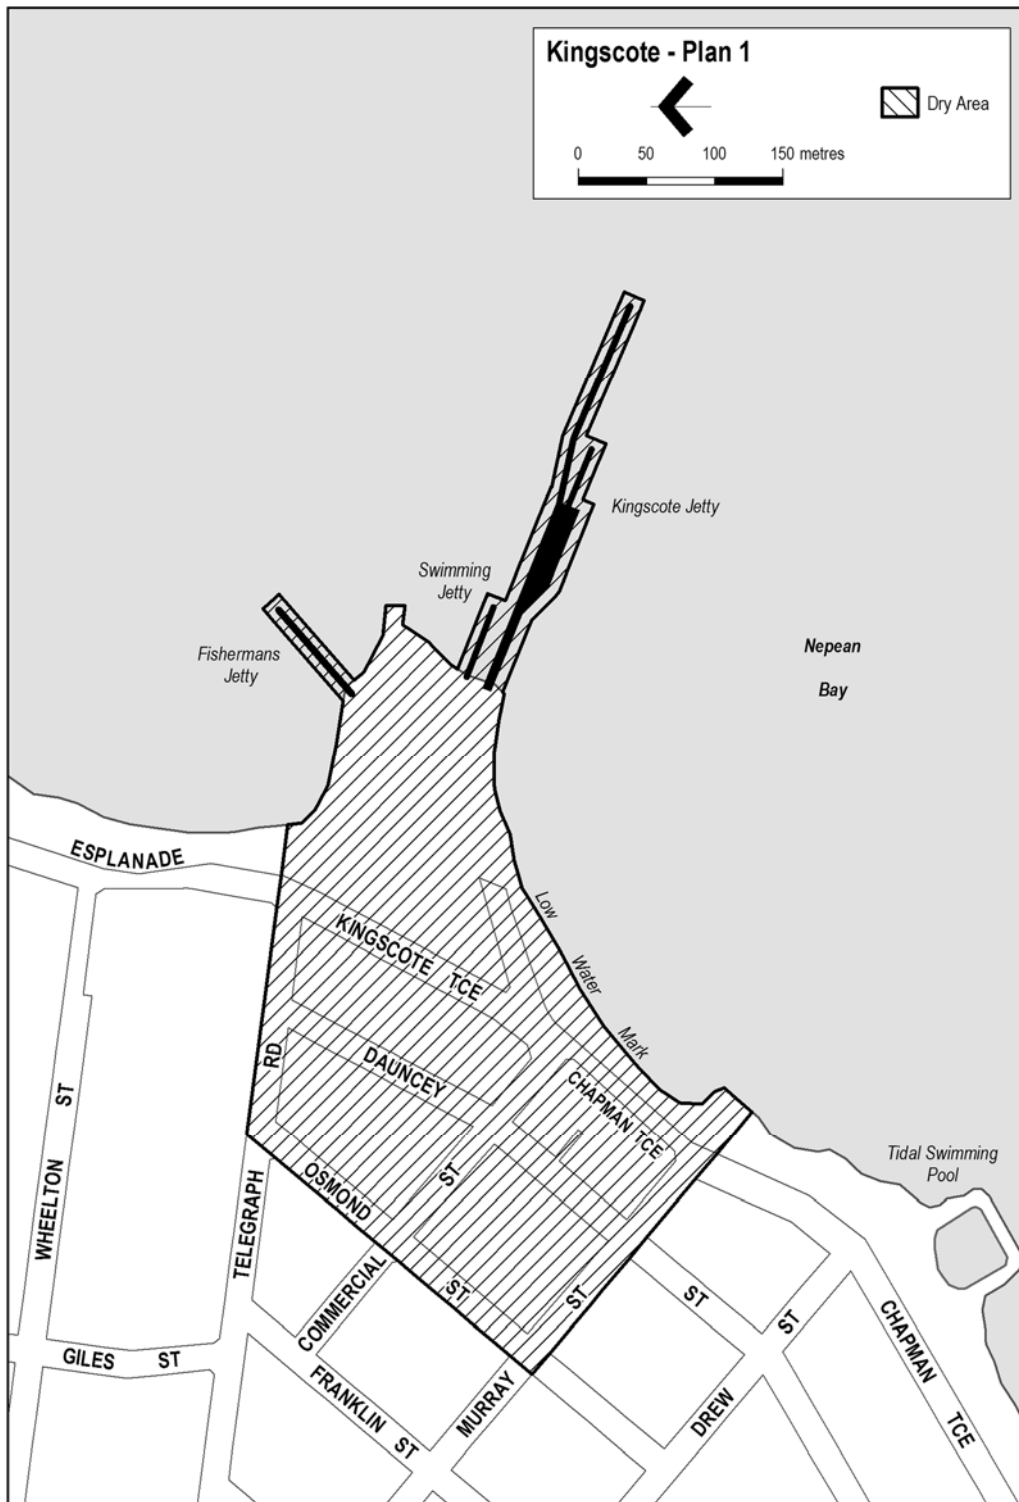 Kingscote - Plan 1
Dry Area
0 50 100 150 metres
Kingscote Jetty
Swimming
Jetty
Fishermans
Jetty
Nepean
Bay
ESPLANADE
Low
Water
Mark
KINGSCOTE TCE
DAUNCEY
ST
CHAPMAN TCE
RD
TELEGRAPH
OSMOND
ST
WHEELTON
ST
COMMERCIAL
ST
MURRAY
ST
GILES ST
FRANKLIN ST
DREW
ST
CHAPMAN
TCE
Tidal Swimming
Pool